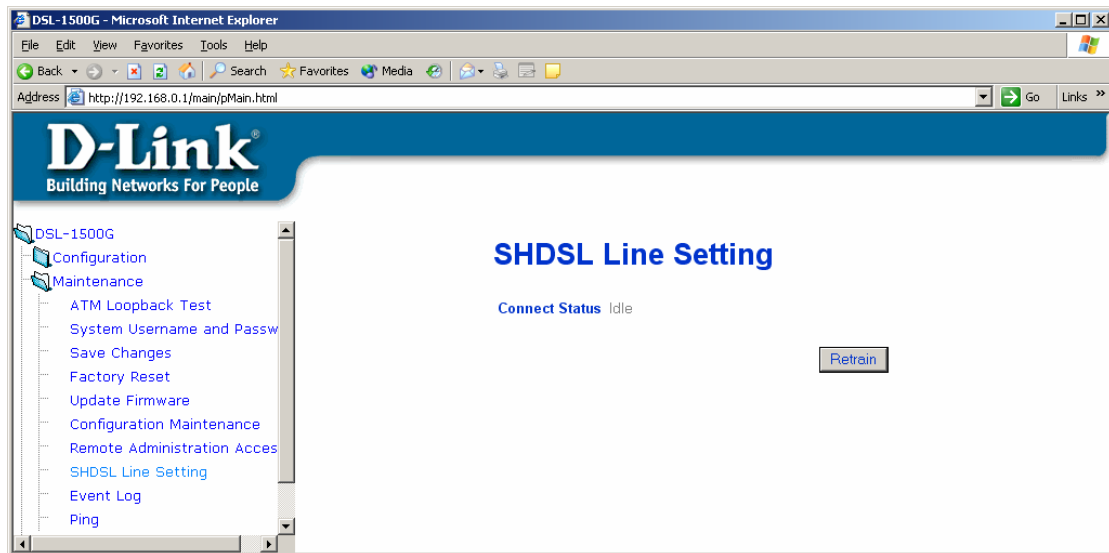 DSL-1500G - Microsoft Internet Explorer
File Edit View Favorites Tools Help
Back Search Favorites Media
Address http://192.168.0.1/main/pMain.html Go Links »
D-Link®
Building Networks For People
DSL-1500G
Configuration
Maintenance
ATM Loopback Test
System Username and Passw
Save Changes
Factory Reset
Update Firmware
Configuration Maintenance
Remote Administration Acces
SHDSL Line Setting
Event Log
Ping
SHDSL Line Setting
Connect Status Idle
Retrain